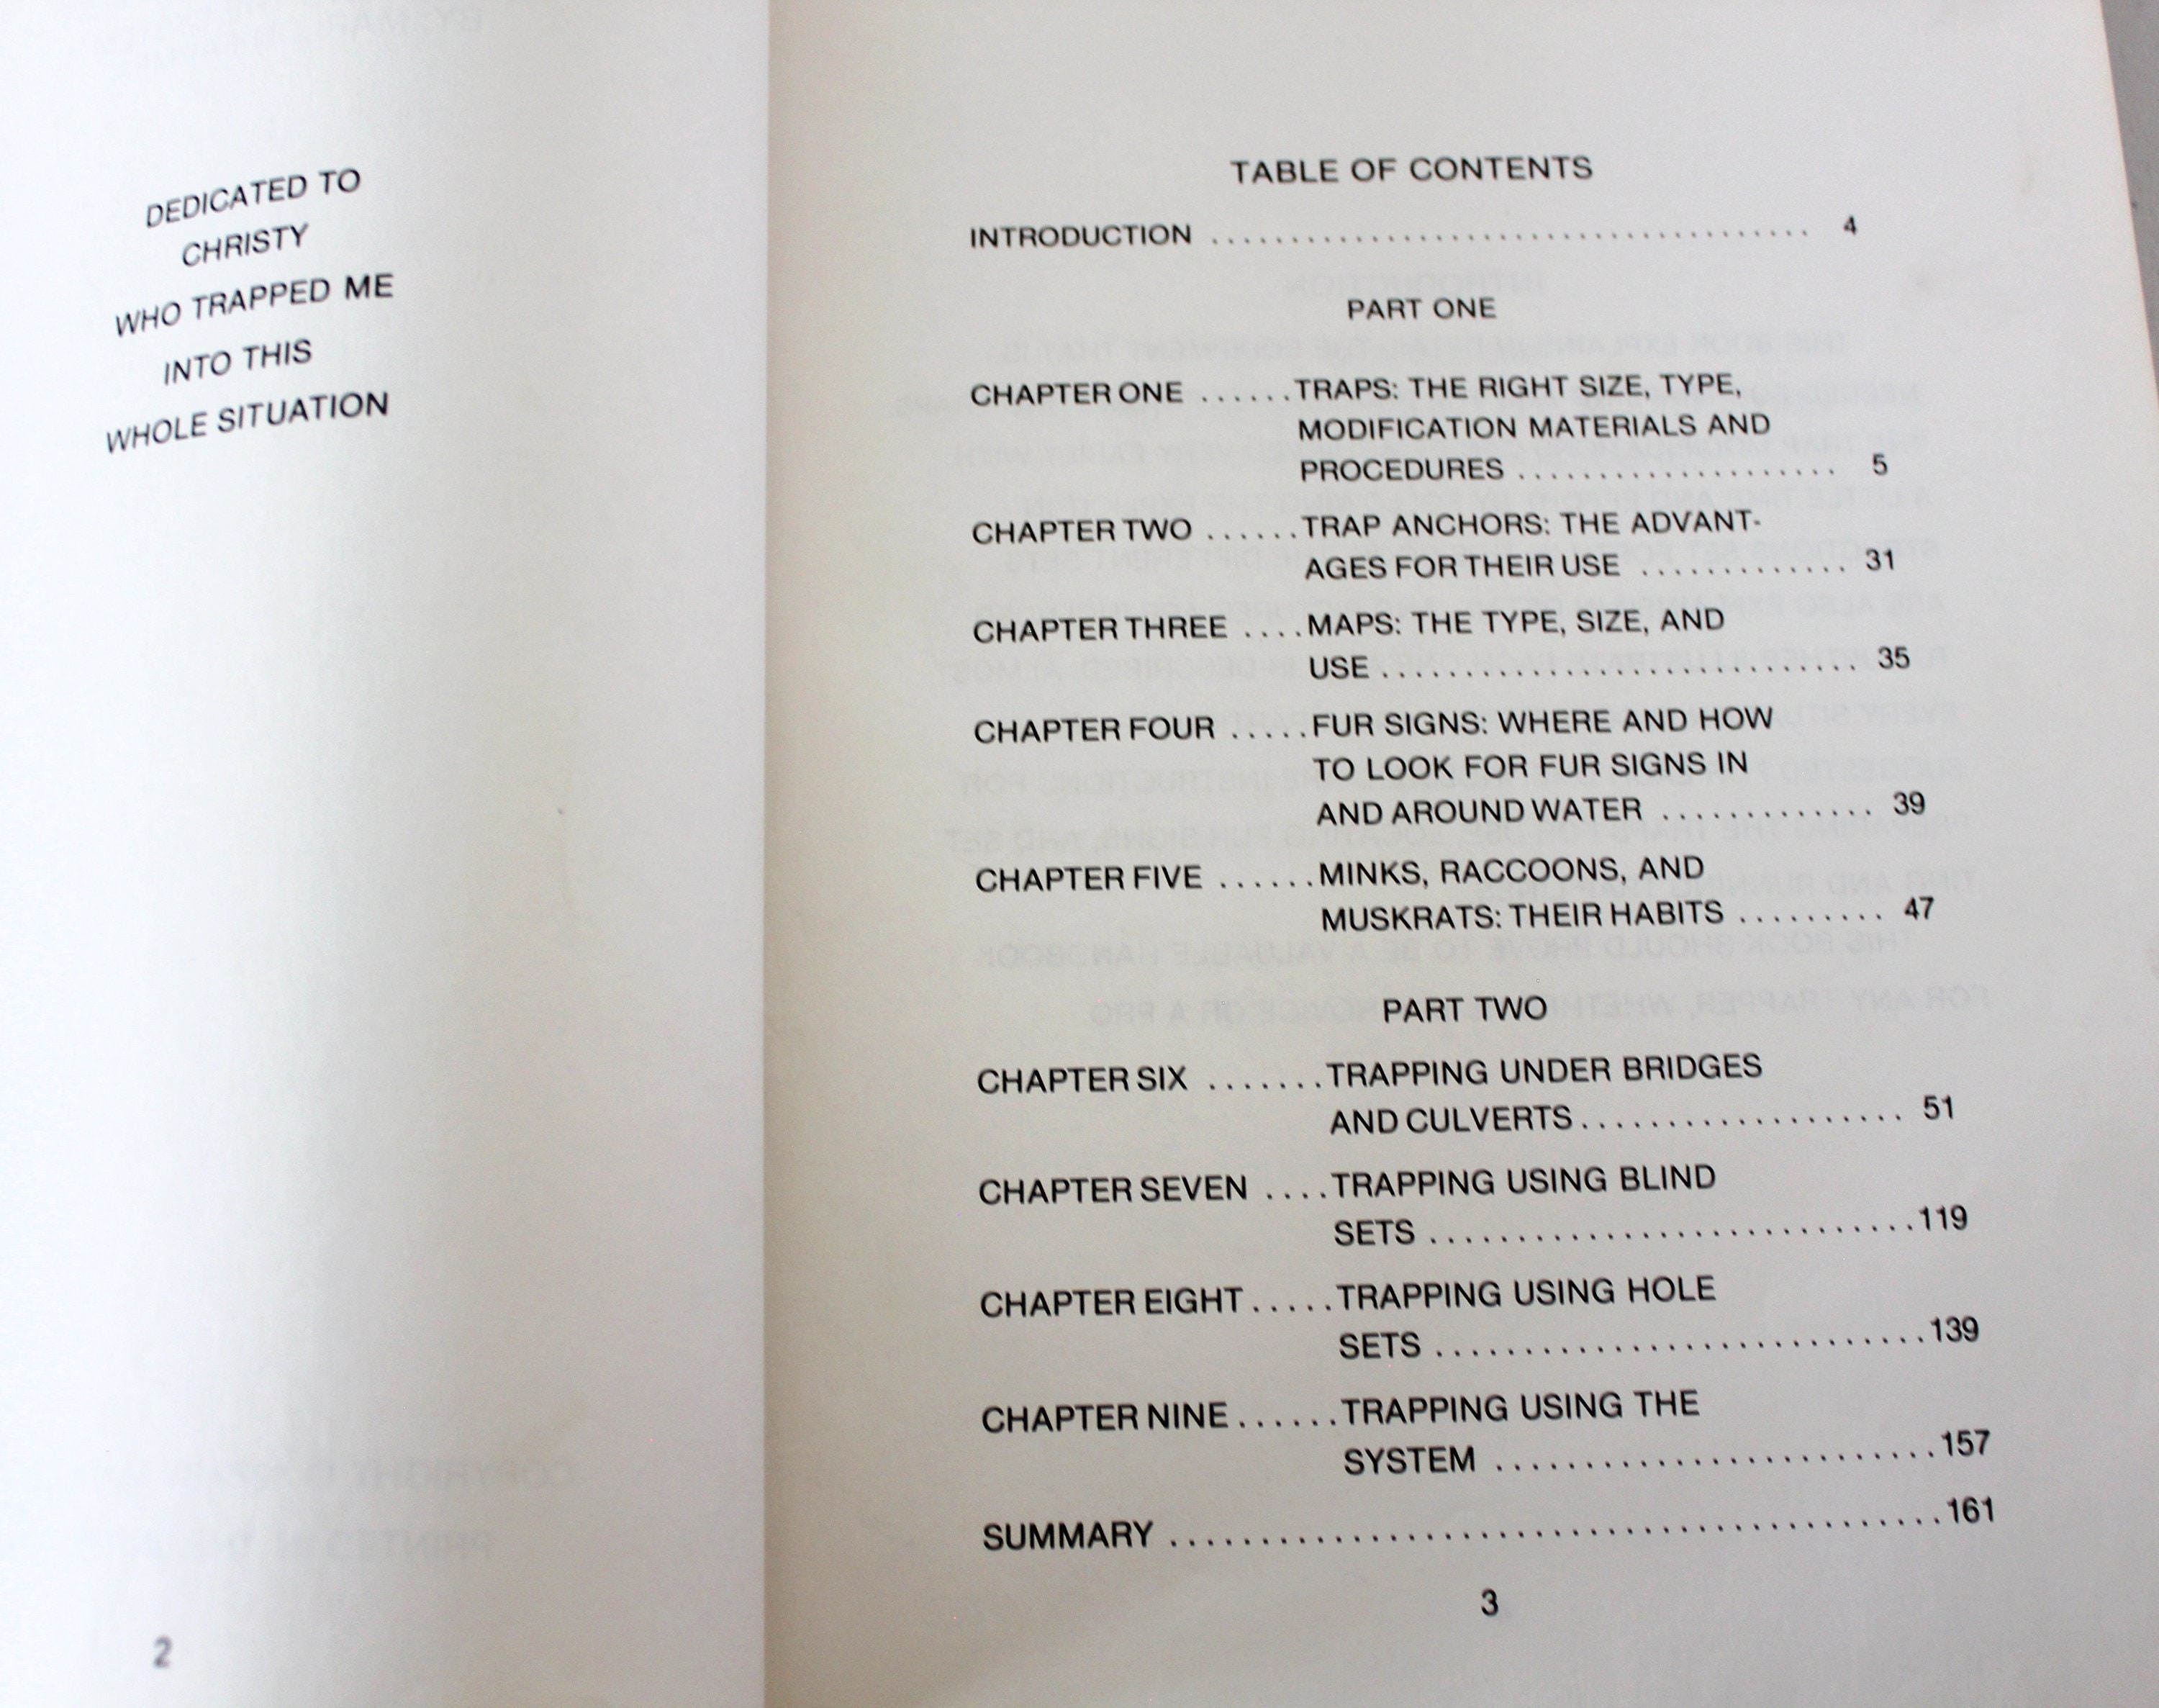 DEDICATED TO
CHRISTY
WHO TRAPPED ME
INTO THIS
WHOLE SITUATION
2
TABLE OF CONTENTS
INTRODUCTION ...................................... 4
PART ONE
CHAPTER ONE ......TRAPS: THE RIGHT SIZE, TYPE,
MODIFICATION MATERIALS AND
PROCEDURES ................... 5
CHAPTER TWO ......TRAP ANCHORS: THE ADVANT-
AGES FOR THEIR USE ............. 31
CHAPTER THREE ....MAPS: THE TYPE, SIZE, AND
USE ............................. 35
CHAPTER FOUR .....FUR SIGNS: WHERE AND HOW
TO LOOK FOR FUR SIGNS IN
AND AROUND WATER ............. 39
CHAPTER FIVE ......MINKS, RACCOONS, AND
MUSKRATS: THEIR HABITS ......... 47
PART TWO
CHAPTER SIX .......TRAPPING UNDER BRIDGES
AND CULVERTS................... 51
CHAPTER SEVEN ....TRAPPING USING BLIND
SETS ............................119
CHAPTER EIGHT.....TRAPPING USING HOLE
SETS ............................139
CHAPTER NINE......TRAPPING USING THE
SYSTEM .........................157
SUMMARY ............................................161
3